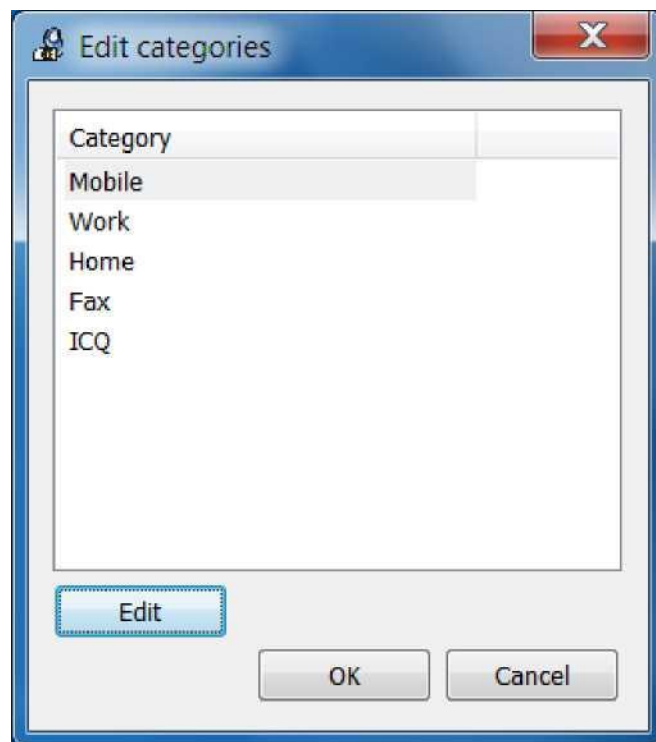 Edit categories
Category
Mobile
Work
Home
Fax
ICQ
Edit
OK Cancel